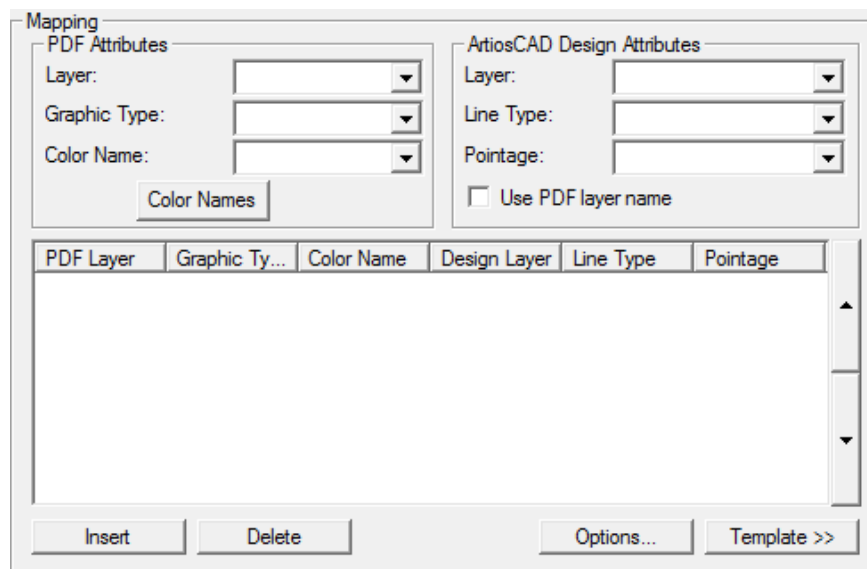 Mapping
PDF Attributes
Layer:
Graphic Type:
Color Name:
Color Names
ArtiosCAD Design Attributes
Layer:
Line Type:
Pointage:
Use PDF layer name
PDF Layer Graphic Ty... Color Name Design Layer Line Type Pointage
Insert Delete Options... Template >>